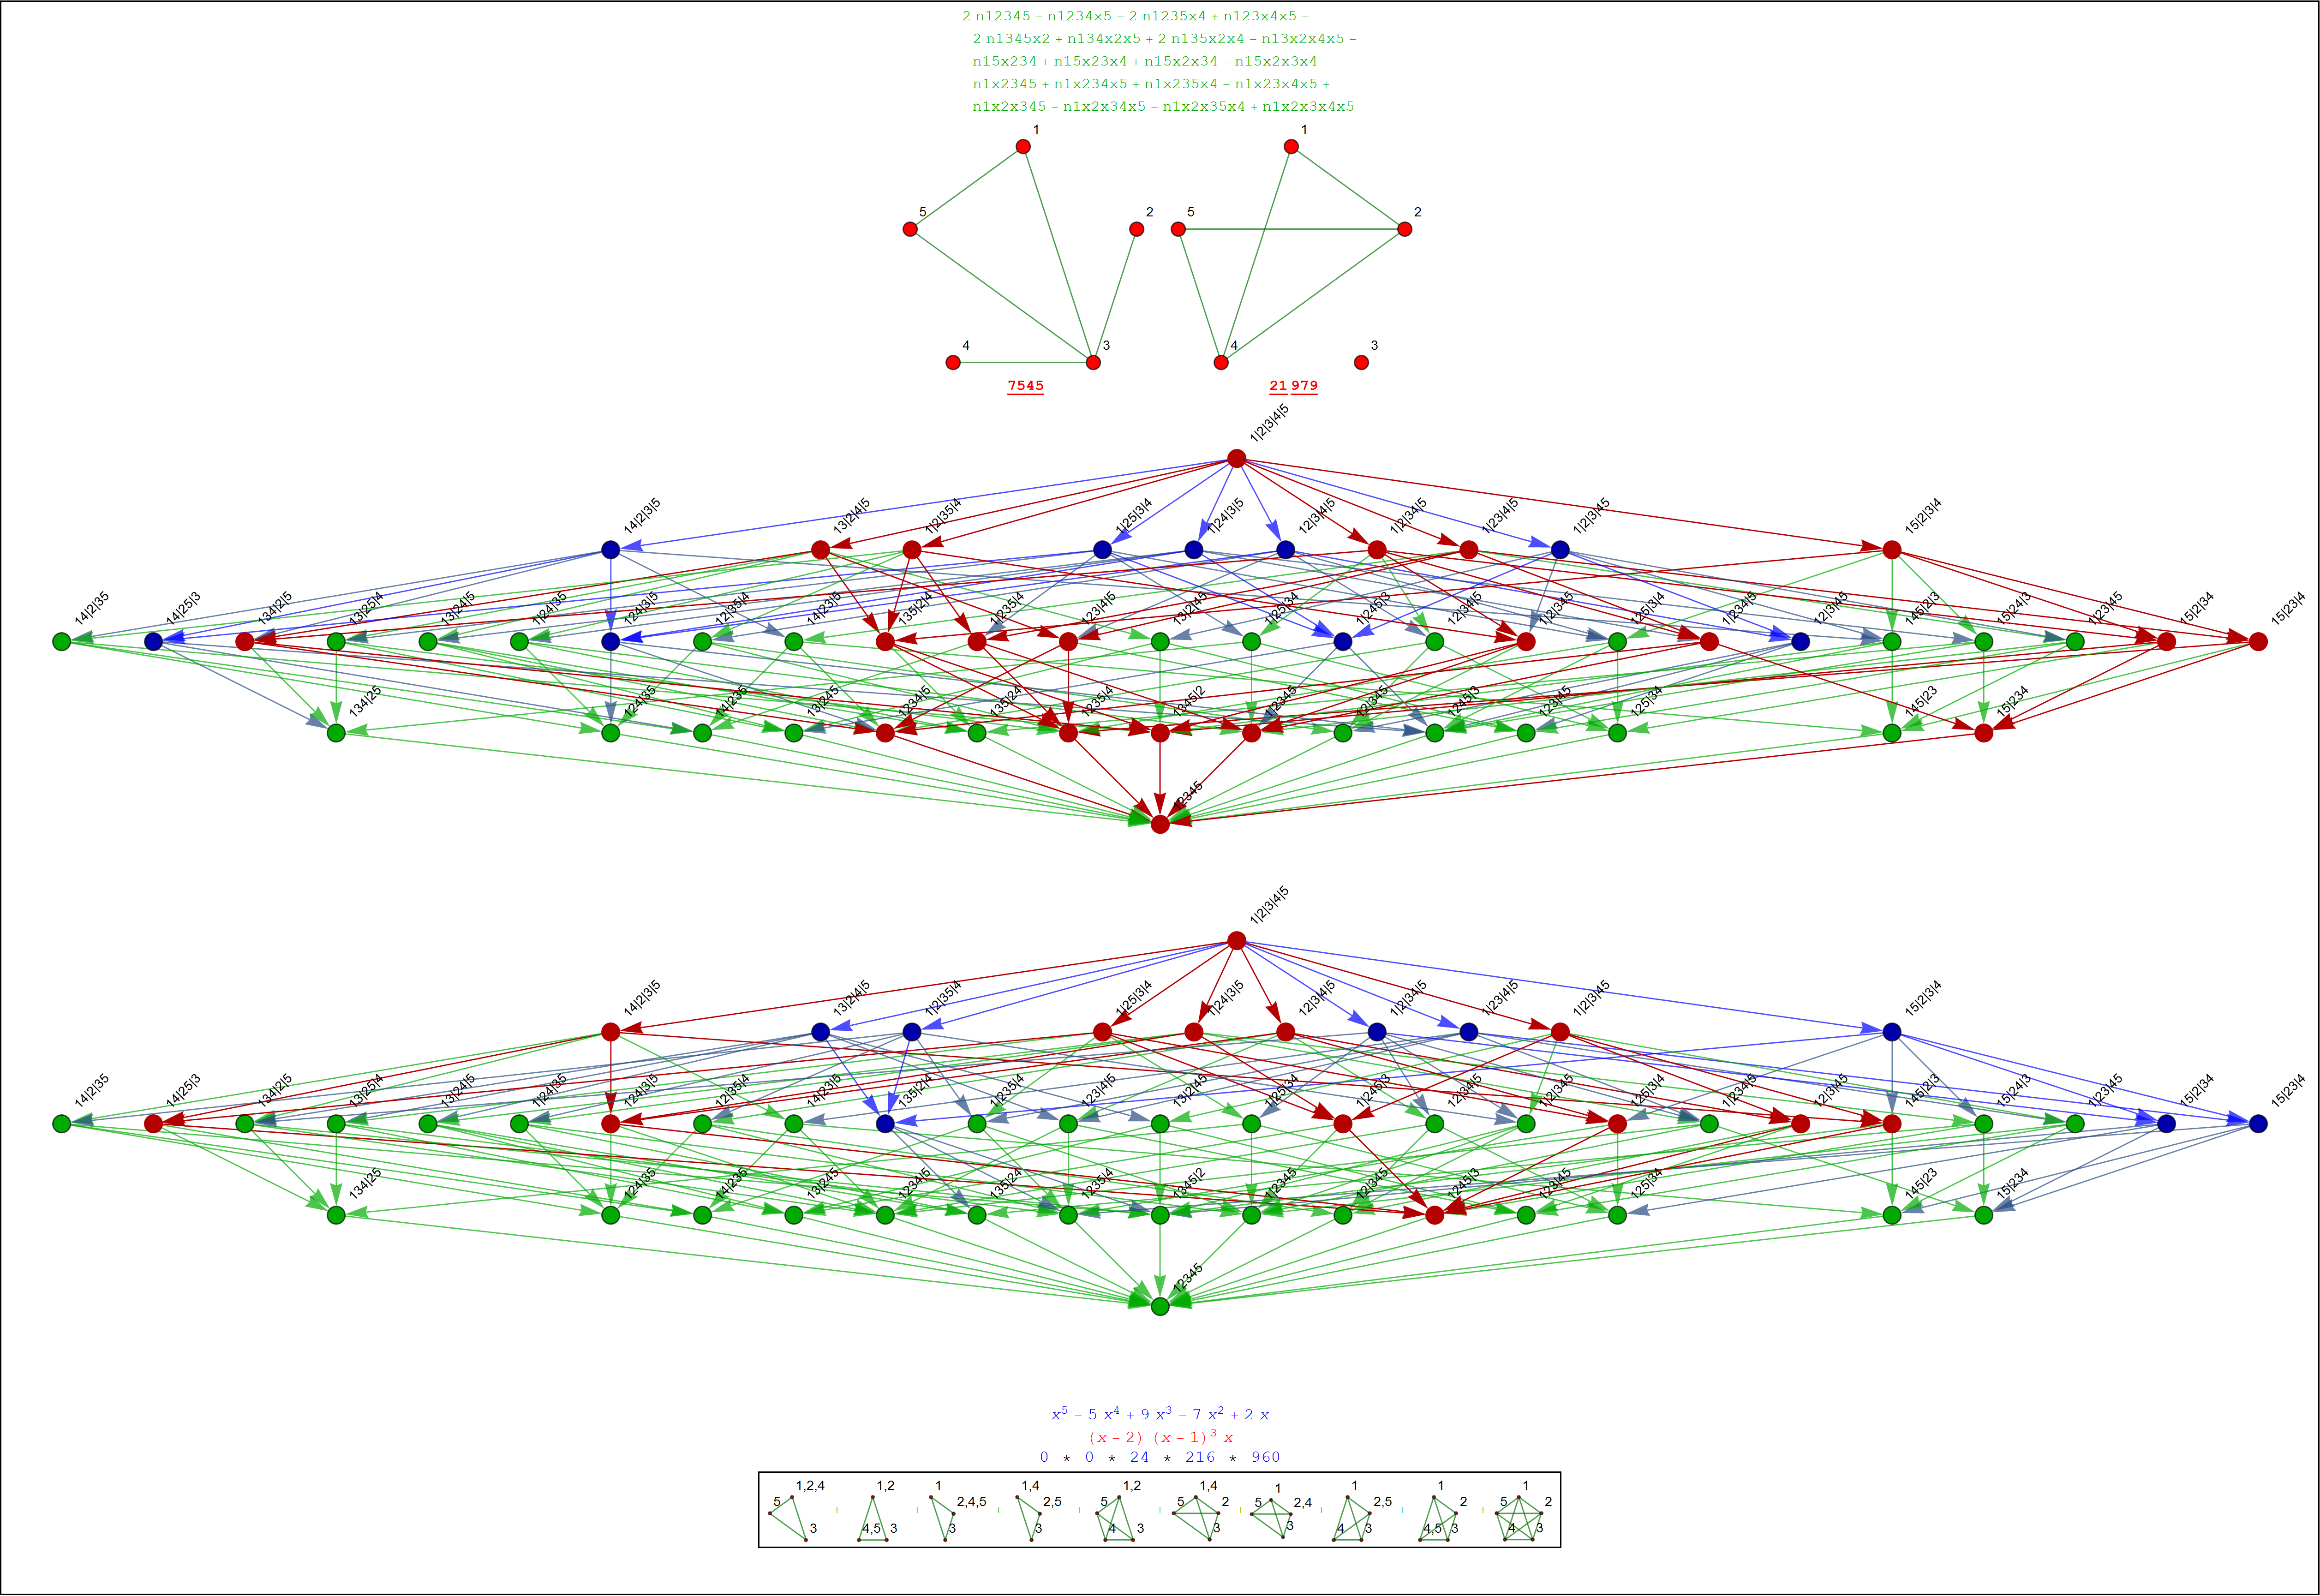 2 n12345 − n1234x5 − 2 n1235x4 + n123x4x5 −
2 n1345x2 + n134x2x5 + 2 n135x2x4 − n13x2x4x5 −
n15x234 + n15x23x4 + n15x2x34 − n15x2x3x4 −
n1x2345 + n1x234x5 + n1x235x4 − n1x23x4x5 +
n1x2x345 − n1x2x34x5 − n1x2x35x4 + n1x2x3x4x5
1 1
5 2 5 2
4 3 4 3
7545 21 979
1|2|3|4|5
14|2|3|5 13|2|4|5 1|2|35|4 1|25|3|4 1|24|3|5 12|3|4|5 1|2|34|5 1|23|4|5 1|2|3|45 15|2|3|4
14|2|35 14|25|3 134|2|5 13|25|4 13|24|5 1|24|35 124|3|5 12|35|4 14|23|5 135|2|4 1|235|4 123|4|5 13|2|45 1|25|34 1|245|3 12|34|5 1|2|345 125|3|4 1|234|5 12|3|45 145|2|3 15|24|3 1|23|45 15|2|34 15|23|4
134|25 124|35 14|235 13|245 1234|5 135|24 1235|4 1345|2 1|2345 12|345 1245|3 123|45 125|34 145|23 15|234
12345
1|2|3|4|5
14|2|3|5 13|2|4|5 1|2|35|4 1|25|3|4 1|24|3|5 12|3|4|5 1|2|34|5 1|23|4|5 1|2|3|45 15|2|3|4
14|2|35 14|25|3 134|2|5 13|25|4 13|24|5 1|24|35 124|3|5 12|35|4 14|23|5 135|2|4 1|235|4 123|4|5 13|2|45 1|25|34 1|245|3 12|34|5 1|2|345 125|3|4 1|234|5 12|3|45 145|2|3 15|24|3 1|23|45 15|2|34 15|23|4
134|25 124|35 14|235 13|245 1234|5 135|24 1235|4 1345|2 1|2345 12|345 1245|3 123|45 125|34 145|23 15|234
12345
x⁵ − 5 x⁴ + 9 x³ − 7 x² + 2 x
(x − 2) (x − 1)³ x
0 * 0 * 24 * 216 * 960
1,2,4 5 3 + 1,2 4,5 3 + 1 2,4,5 3 + 1,4 2,5 3 + 1,2 5 4 3 + 1,4 5 2 3 + 1 5 2,4 3 + 1 2,5 4 3 + 1 2 4,5 3 + 1 5 2 4 3